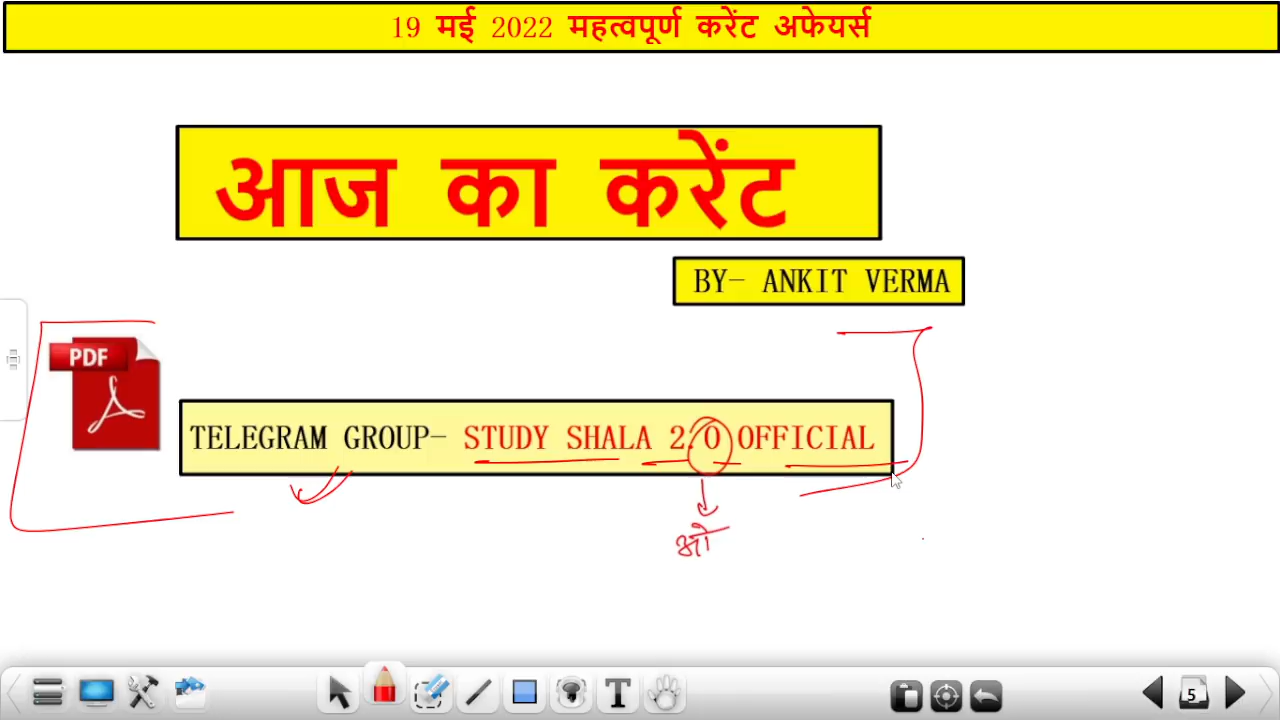 19 मई 2022 महत्वपूर्ण करेंट अफेयर्स
आज का करेंट
BY- ANKIT VERMA
PDF
TELEGRAM GROUP- STUDY SHALA 2.O OFFICIAL
ओ
T
5